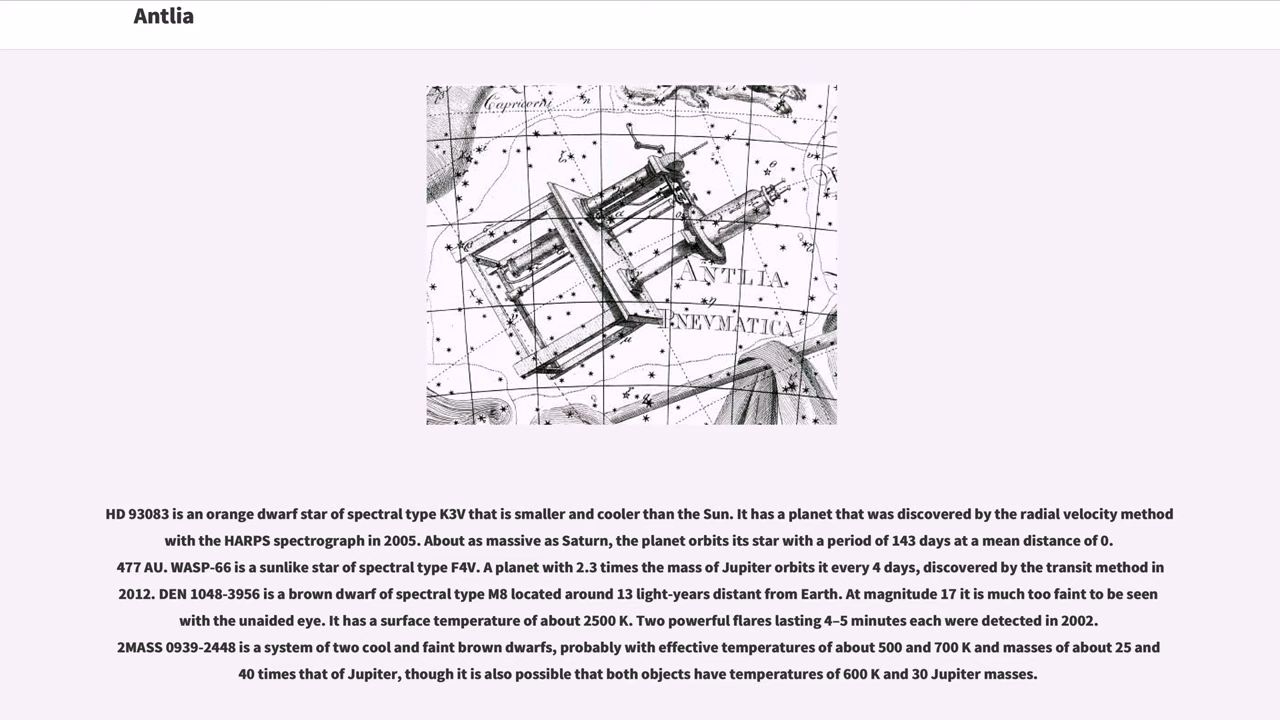 Antlia
Capricorni
ANTLIA
PNEVMATICA
HD 93083 is an orange dwarf star of spectral type K3V that is smaller and cooler than the Sun. It has a planet that was discovered by the radial velocity method
with the HARPS spectrograph in 2005. About as massive as Saturn, the planet orbits its star with a period of 143 days at a mean distance of 0.
477 AU. WASP-66 is a sunlike star of spectral type F4V. A planet with 2.3 times the mass of Jupiter orbits it every 4 days, discovered by the transit method in
2012. DEN 1048-3956 is a brown dwarf of spectral type M8 located around 13 light-years distant from Earth. At magnitude 17 it is much too faint to be seen
with the unaided eye. It has a surface temperature of about 2500 K. Two powerful flares lasting 4–5 minutes each were detected in 2002.
2MASS 0939-2448 is a system of two cool and faint brown dwarfs, probably with effective temperatures of about 500 and 700 K and masses of about 25 and
40 times that of Jupiter, though it is also possible that both objects have temperatures of 600 K and 30 Jupiter masses.